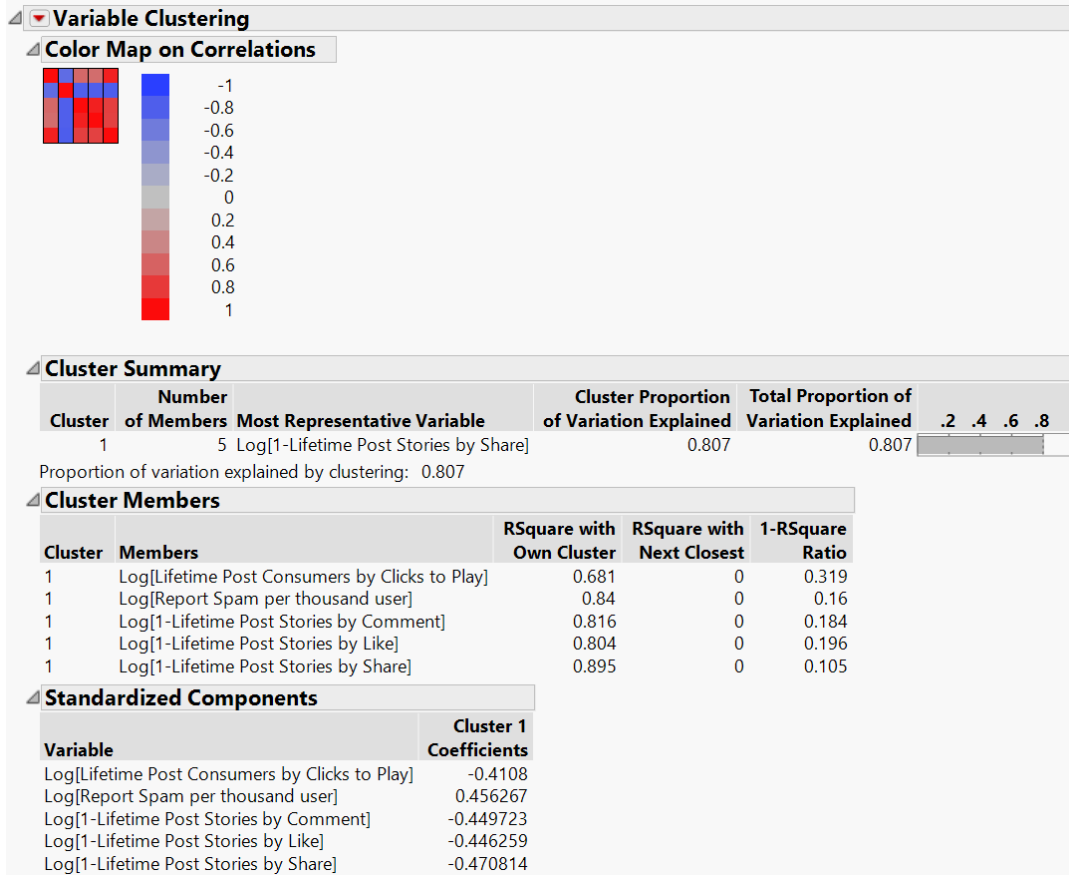 Variable Clustering
Color Map on Correlations
-1
-0.8
-0.6
-0.4
-0.2
0
0.2
0.4
0.6
0.8
1
Cluster Summary
Number Cluster Proportion Total Proportion of
Cluster of Members Most Representative Variable of Variation Explained Variation Explained .2 .4 .6 .8
1 5 Log[1-Lifetime Post Stories by Share] 0.807 0.807
Proportion of variation explained by clustering: 0.807
Cluster Members
RSquare with RSquare with 1-RSquare
Cluster Members Own Cluster Next Closest Ratio
1 Log[Lifetime Post Consumers by Clicks to Play] 0.681 0 0.319
1 Log[Report Spam per thousand user] 0.84 0 0.16
1 Log[1-Lifetime Post Stories by Comment] 0.816 0 0.184
1 Log[1-Lifetime Post Stories by Like] 0.804 0 0.196
1 Log[1-Lifetime Post Stories by Share] 0.895 0 0.105
Standardized Components
Cluster 1
Variable Coefficients
Log[Lifetime Post Consumers by Clicks to Play] -0.4108
Log[Report Spam per thousand user] 0.456267
Log[1-Lifetime Post Stories by Comment] -0.449723
Log[1-Lifetime Post Stories by Like] -0.446259
Log[1-Lifetime Post Stories by Share] -0.470814